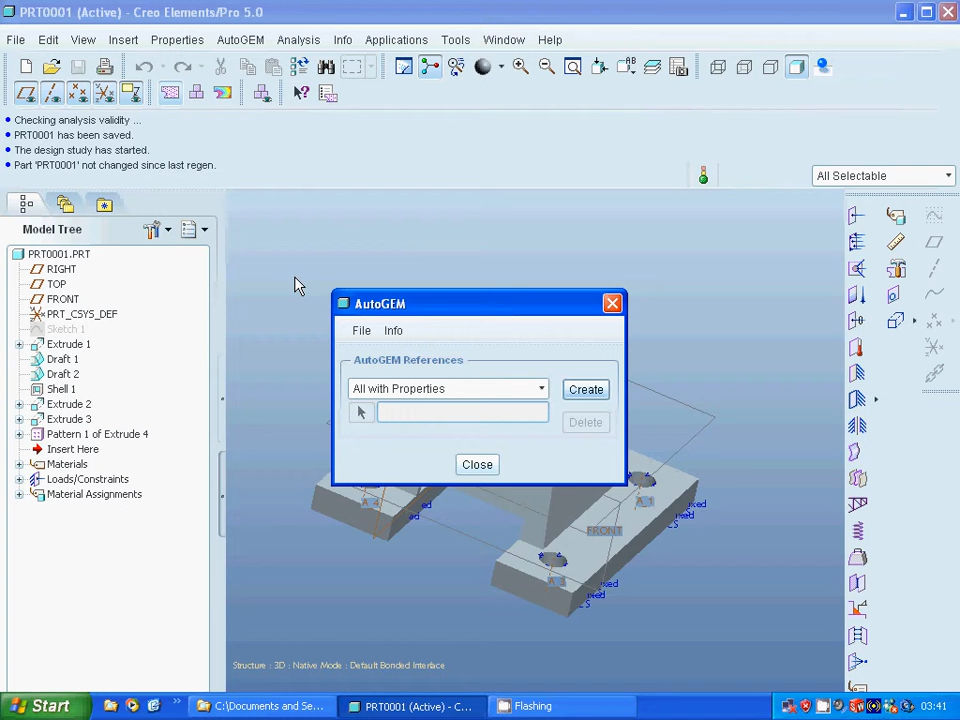 PRT0001 (Active) - Creo Elements/Pro 5.0
File Edit View Insert Properties AutoGEM Analysis Info Applications Tools Window Help
Checking analysis validity ...
PRT0001 has been saved.
The design study has started.
Part 'PRT0001' not changed since last regen.
All Selectable
Model Tree
PRT0001.PRT
RIGHT
TOP
FRONT
PRT_CSYS_DEF
Sketch 1
Extrude 1
Draft 1
Draft 2
Shell 1
Extrude 2
Extrude 3
Pattern 1 of Extrude 4
Insert Here
Materials
Loads/Constraints
Material Assignments
AutoGEM
File Info
AutoGEM References
All with Properties
Create
Delete
Close
FRONT
Structure : 3D : Native Mode : Default Bonded Interface
Start
C:\Documents and Se...
PRT0001 (Active) - C...
Flashing
03:41